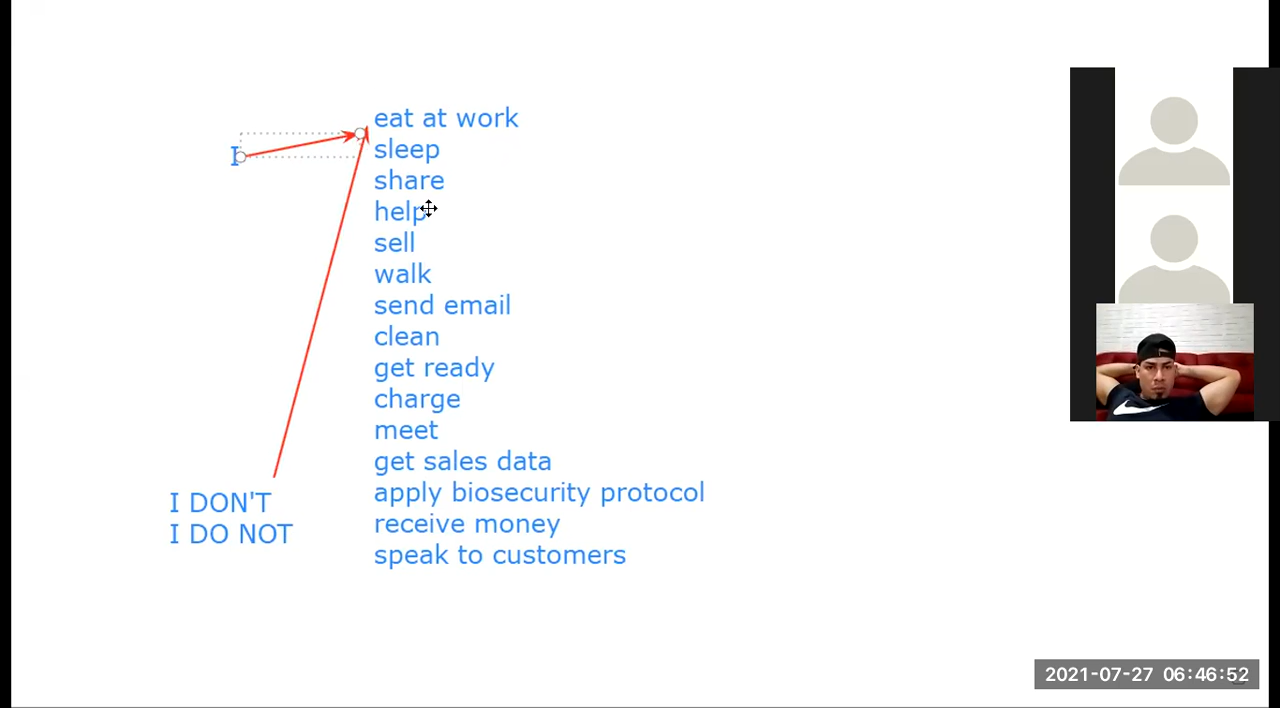 eat at work
I
sleep
share
help
sell
walk
send email
clean
get ready
charge
meet
get sales data
apply biosecurity protocol
I DON'T
receive money
I DO NOT
speak to customers
2021-07-27 06:46:52